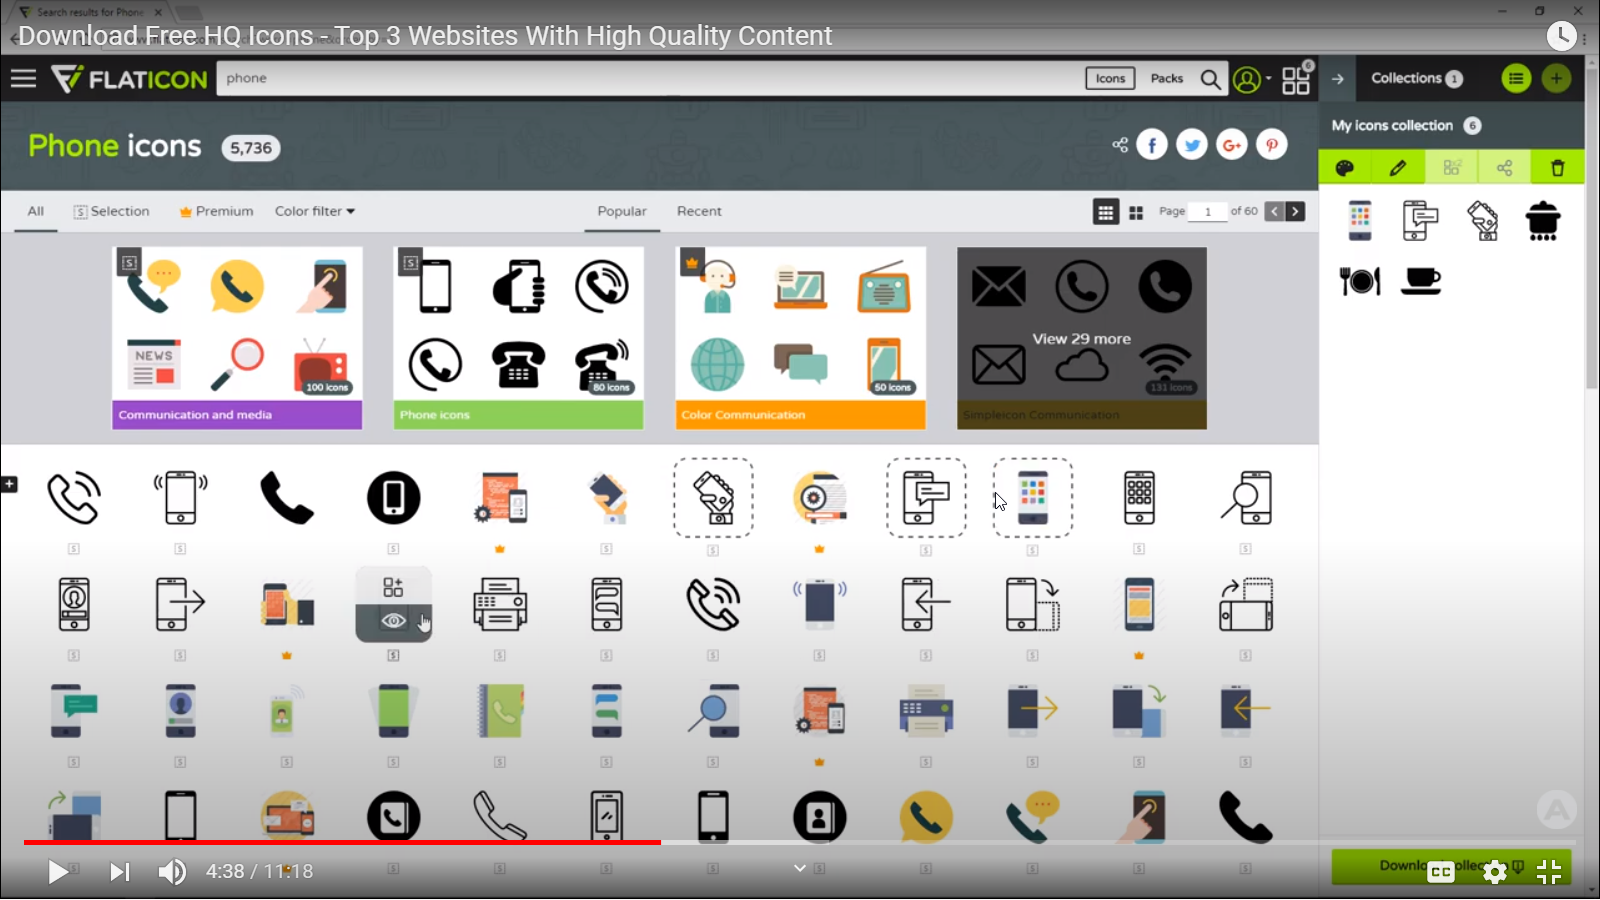 Search results for Phone
Download Free HQ Icons - Top 3 Websites With High Quality Content
FLATICON
phone
Icons
Packs
6
Collections 1
Phone icons 5,736
My icons collection 6
All
Selection
Premium
Color filter
Popular
Recent
Page 1 of 60
NEWS
View 29 more
100 icons
80 icons
50 icons
131 icons
Communication and media
Phone icons
Color Communication
Simpleicon Communication
4:38 / 11:18
CC